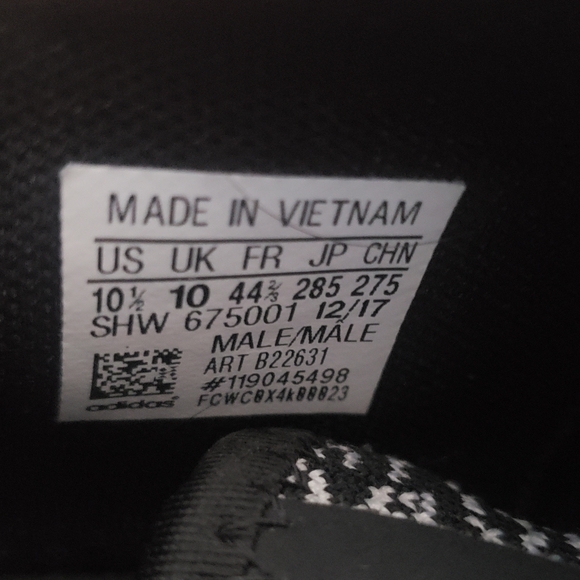 MADE IN VIETNAM
US UK FR JP CHN
10½ 10 44⅔ 285 275
SHW 675001 12/17
MALE/MÂLE
ART B22631
#119045498
adidas